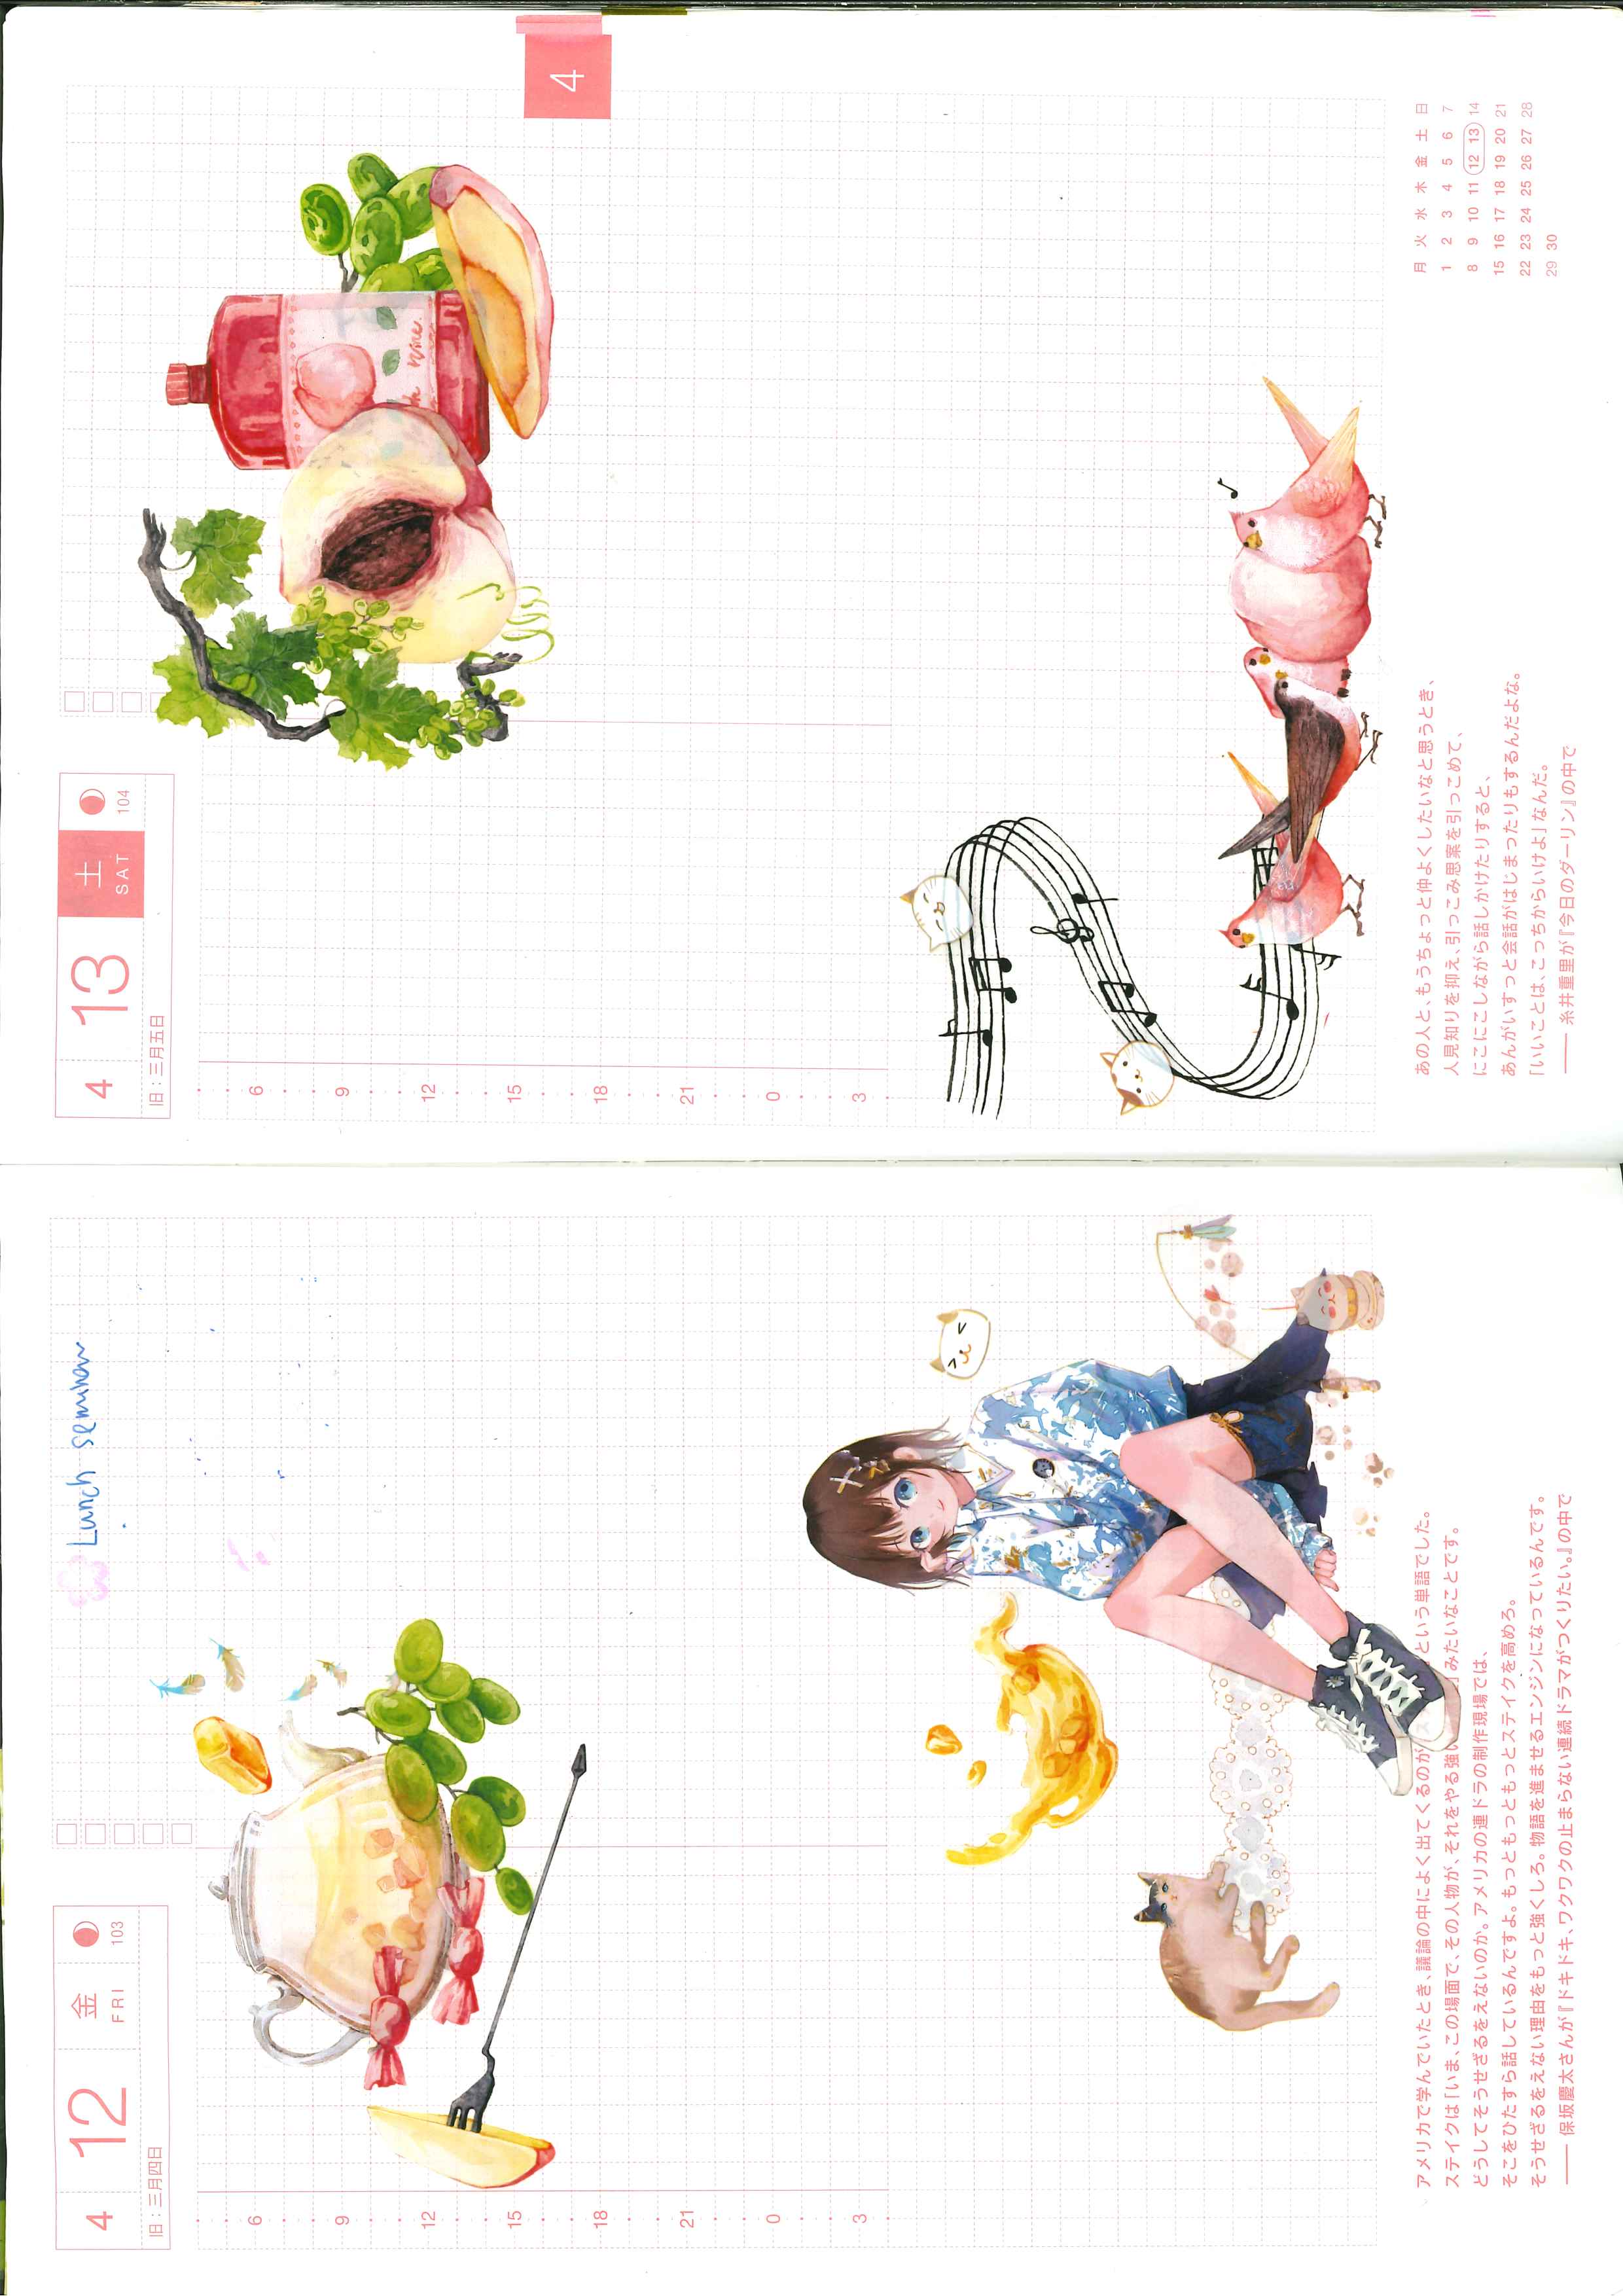 4 12 金 FRI 103
旧：三月四日
Lunch seminar
6
9
12
15
18
21
0
3
アメリカで学んでいたとき、議論の中によく出てくるのが という単語でした。
ステイクは「いま、この場面で、その人物が、それをやる強い 」みたいなことです。
どうしてそうせざるをえないのか。アメリカの連ドラの制作現場では、
そこをひたすら話しているんですよ。もっともっともっとステイクを高めろ。
そうせざるをえない理由をもっと強くしろ。物語を進ませるエンジンになっているんです。
── 保坂慶太さんが『ドキドキ、ワクワクの止まらない連続ドラマがつくりたい。』の中で
4 13 土 SAT 104
旧：三月五日
6
9
12
15
18
21
0
3
wine.
4
あの人と、もうちょっと仲よくしたいなと思うとき、
人見知りを抑え、引っこみ思案を引っこめて、
にこにこしながら話しかけたりすると、
あんがいすっと会話がはじまったりもするんだよな。
「いいことは、こっちからいけよ」なんだ。
── 糸井重里が『今日のダーリン』の中で
月 火 水 木 金 土 日
1 2 3 4 5 6 7
8 9 10 11 12 13 14
15 16 17 18 19 20 21
22 23 24 25 26 27 28
29 30